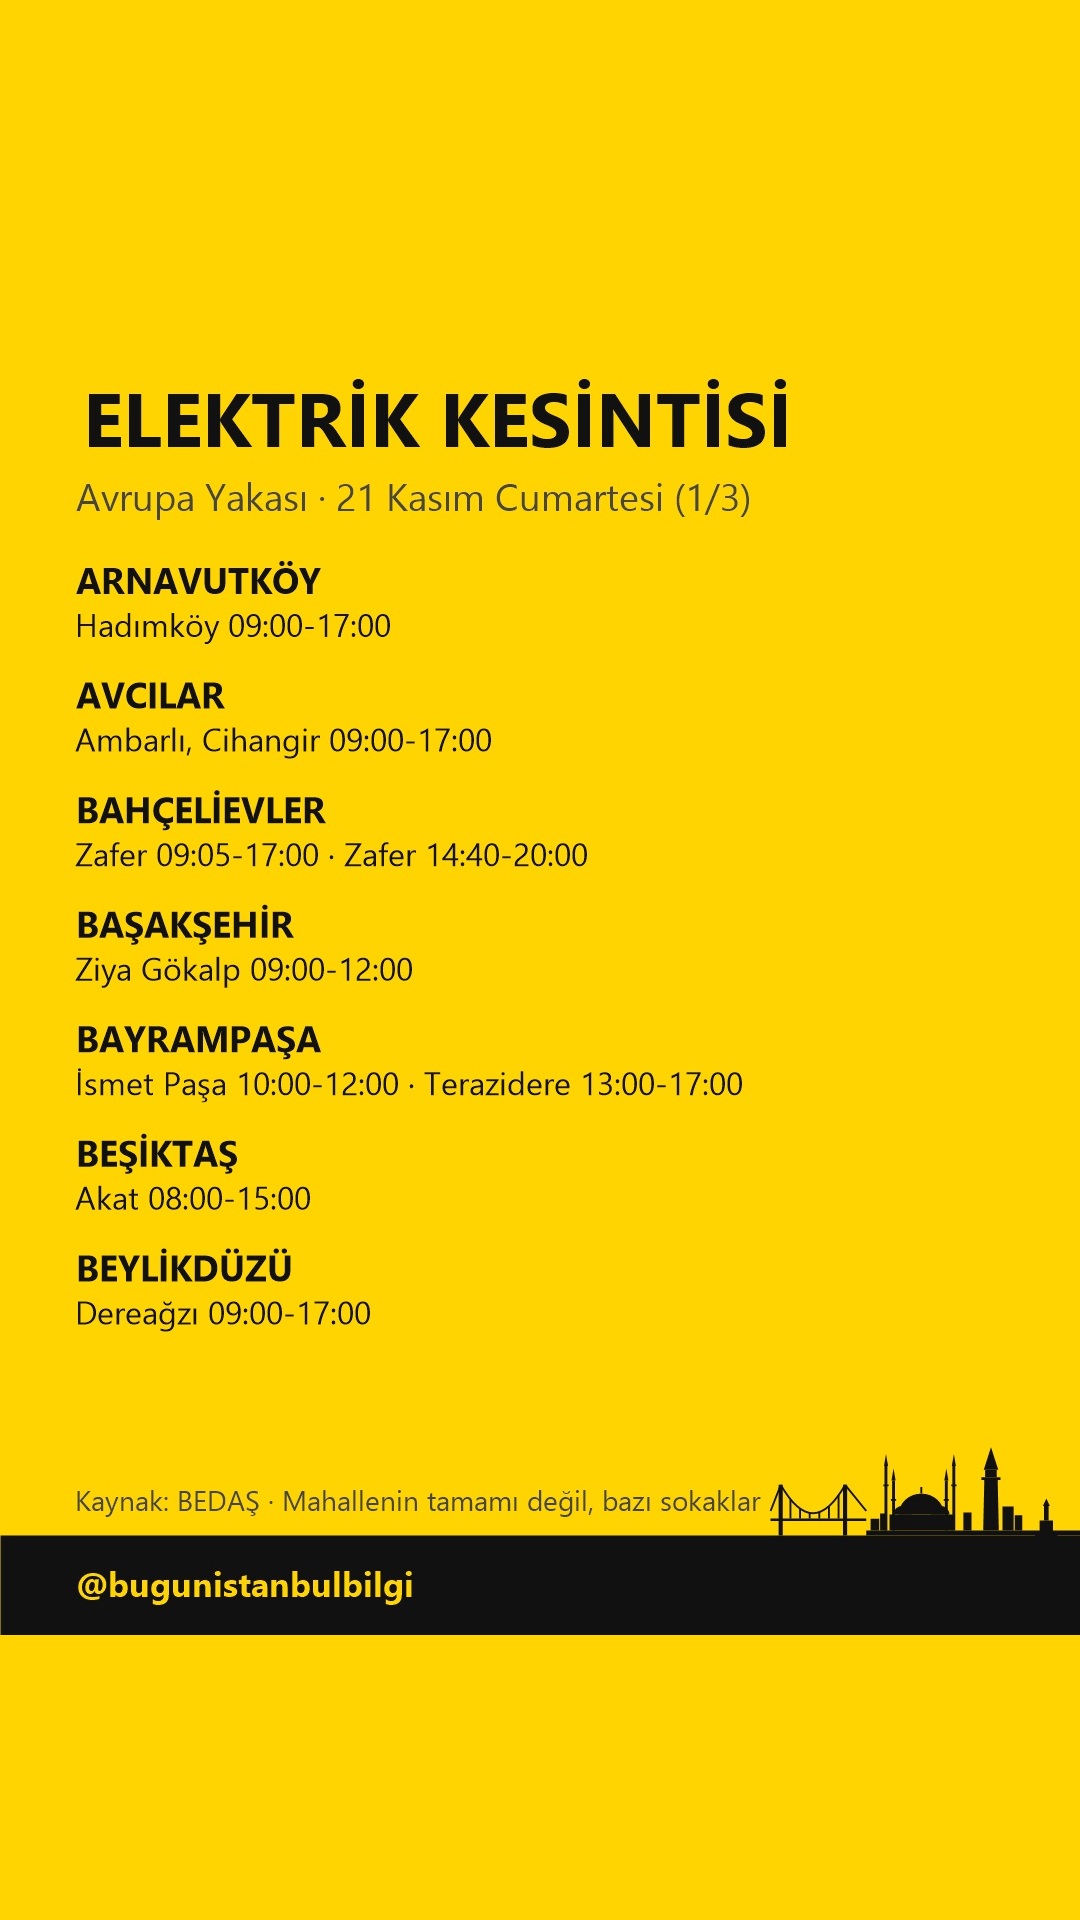 ELEKTRİK KESİNTİSİ
Avrupa Yakası · 21 Kasım Cumartesi (1/3)
ARNAVUTKÖY
Hadımköy 09:00-17:00
AVCILAR
Ambarlı, Cihangir 09:00-17:00
BAHÇELİEVLER
Zafer 09:05-17:00 · Zafer 14:40-20:00
BAŞAKŞEHİR
Ziya Gökalp 09:00-12:00
BAYRAMPAŞA
İsmet Paşa 10:00-12:00 · Terazidere 13:00-17:00
BEŞİKTAŞ
Akat 08:00-15:00
BEYLİKDÜZÜ
Dereağzı 09:00-17:00
Kaynak: BEDAŞ · Mahallenin tamamı değil, bazı sokaklar
@bugunistanbulbilgi